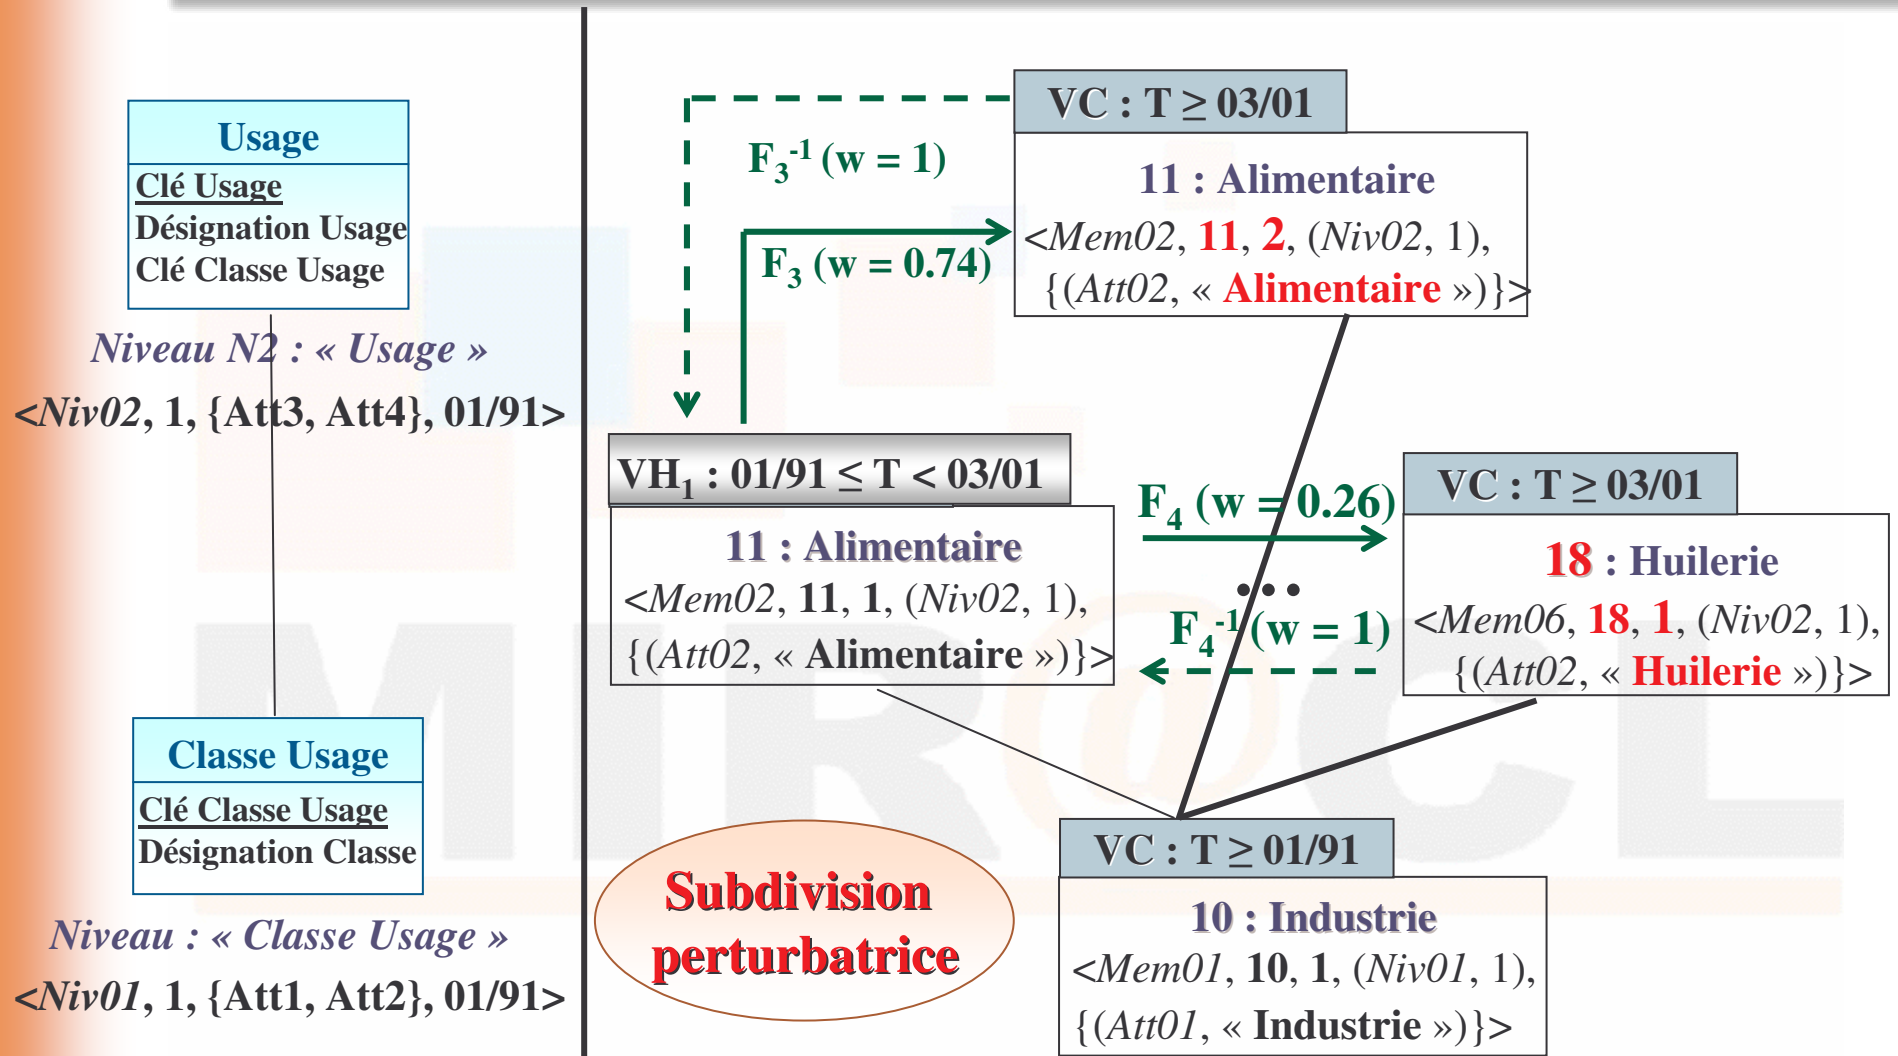 Usage
Clé Usage
Désignation Usage
Clé Classe Usage
Niveau N2 : « Usage »
<Niv02, 1, {Att3, Att4}, 01/91>
Classe Usage
Clé Classe Usage
Désignation Classe
Niveau : « Classe Usage »
<Niv01, 1, {Att1, Att2}, 01/91>
VC : T ≥ 03/01
11 : Alimentaire
<Mem02, 11, 2, (Niv02, 1),
{(Att02, « Alimentaire »)}>
F3-1 (w = 1)
F3 (w = 0.74)
VH1 : 01/91 ≤ T < 03/01
11 : Alimentaire
<Mem02, 11, 1, (Niv02, 1),
{(Att02, « Alimentaire »)}>
F4 (w = 0.26)
...
F4-1 (w = 1)
VC : T ≥ 03/01
18 : Huilerie
<Mem06, 18, 1, (Niv02, 1),
{(Att02, « Huilerie »)}>
Subdivision
perturbatrice
VC : T ≥ 01/91
10 : Industrie
<Mem01, 10, 1, (Niv01, 1),
{(Att01, « Industrie »)}>
MIR@CL